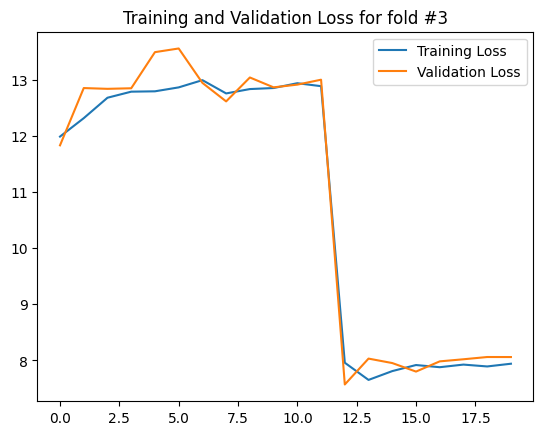 Training and Validation Loss for fold #3
Training Loss
Validation Loss
13
12
11
10
9
8
0.0 2.5 5.0 7.5 10.0 12.5 15.0 17.5